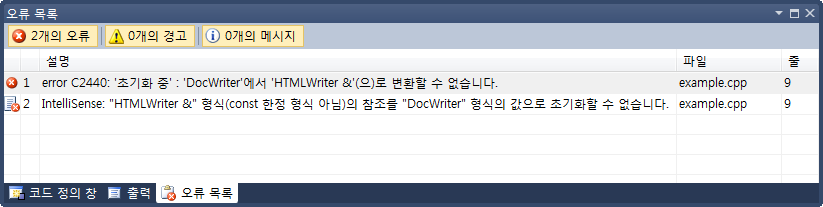 오류 목록
2개의 오류 0개의 경고 0개의 메시지
설명 파일 줄
1 error C2440: '초기화 중' : 'DocWriter'에서 'HTMLWriter &'(으)로 변환할 수 없습니다. example.cpp 9
2 IntelliSense: "HTMLWriter &" 형식(const 한정 형식 아님)의 참조를 "DocWriter" 형식의 값으로 초기화할 수 없습니다. example.cpp 9
코드 정의 창 출력 오류 목록